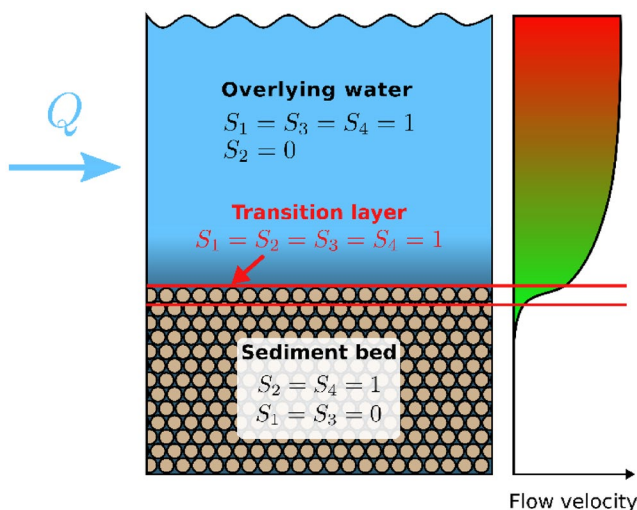 Overlying water
S₁ = S₃ = S₄ = 1
S₂ = 0
Q
Transition layer
S₁ = S₂ = S₃ = S₄ = 1
Sediment bed
S₂ = S₄ = 1
S₁ = S₃ = 0
Flow velocity